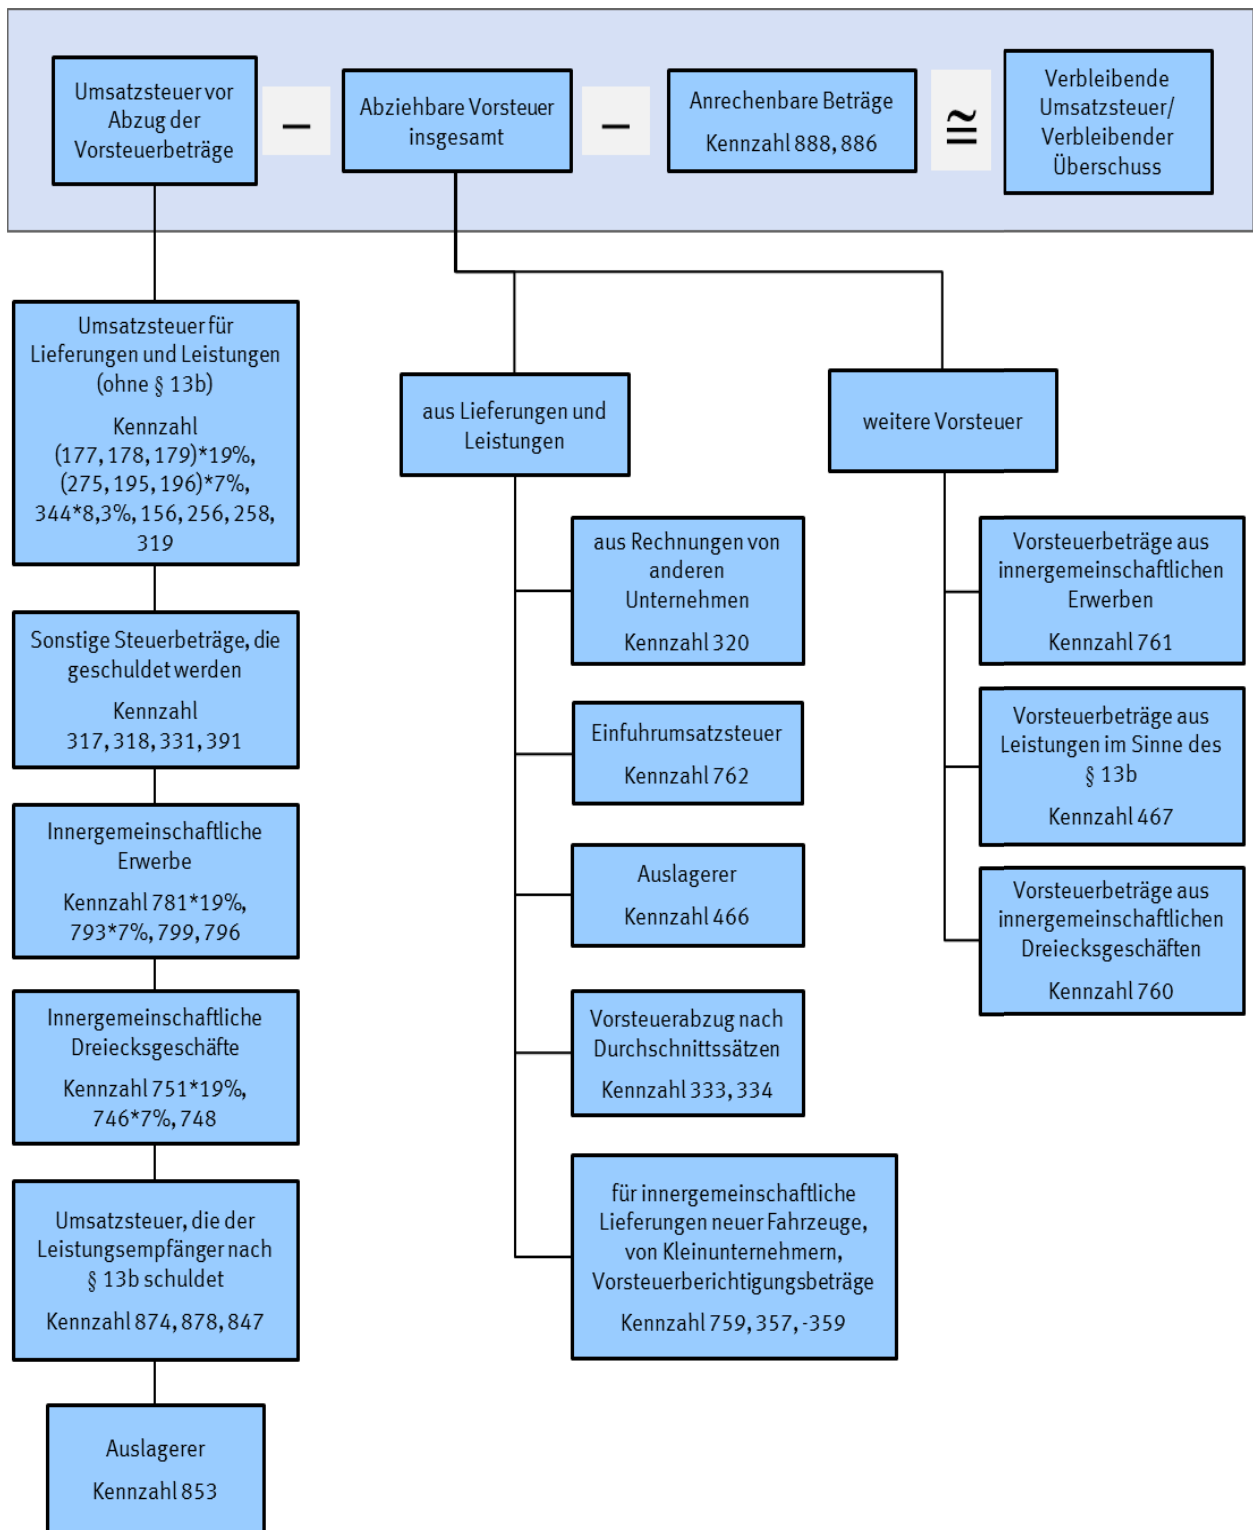 Umsatzsteuer vor
Abzug der
Vorsteuerbeträge
–
Abziehbare Vorsteuer
insgesamt
–
Anrechenbare Beträge
Kennzahl 888, 886
≅
Verbleibende
Umsatzsteuer/
Verbleibender
Überschuss
Umsatzsteuer für
Lieferungen und Leistungen
(ohne § 13b)
Kennzahl
(177, 178, 179)*19%,
(275, 195, 196)*7%,
344*8,3%, 156, 256, 258,
319
Sonstige Steuerbeträge, die
geschuldet werden
Kennzahl
317, 318, 331, 391
Innergemeinschaftliche
Erwerbe
Kennzahl 781*19%,
793*7%, 799, 796
Innergemeinschaftliche
Dreiecksgeschäfte
Kennzahl 751*19%,
746*7%, 748
Umsatzsteuer, die der
Leistungsempfänger nach
§ 13b schuldet
Kennzahl 874, 878, 847
Auslagerer
Kennzahl 853
aus Lieferungen und
Leistungen
aus Rechnungen von
anderen
Unternehmen
Kennzahl 320
Einfuhrumsatzsteuer
Kennzahl 762
Auslagerer
Kennzahl 466
Vorsteuerabzug nach
Durchschnittssätzen
Kennzahl 333, 334
für innergemeinschaftliche
Lieferungen neuer Fahrzeuge,
von Kleinunternehmern,
Vorsteuerberichtigungsbeträge
Kennzahl 759, 357, -359
weitere Vorsteuer
Vorsteuerbeträge aus
innergemeinschaftlichen
Erwerben
Kennzahl 761
Vorsteuerbeträge aus
Leistungen im Sinne des
§ 13b
Kennzahl 467
Vorsteuerbeträge aus
innergemeinschaftlichen
Dreiecksgeschäften
Kennzahl 760